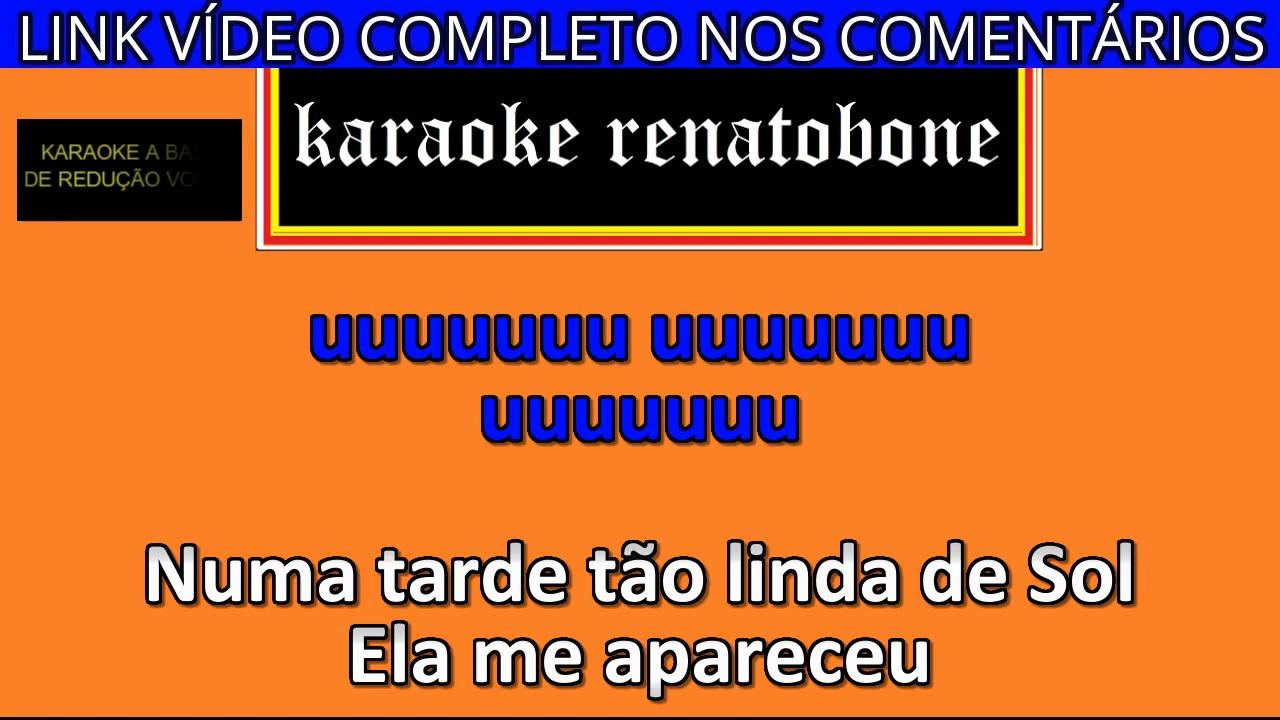 LINK VÍDEO COMPLETO NOS COMENTÁRIOS
karaoke renatobone
KARAOKE A
DE REDUÇÃO
uuuuuuu uuuuuuu
uuuuuuu
Numa tarde tão linda de Sol
Ela me apareceu